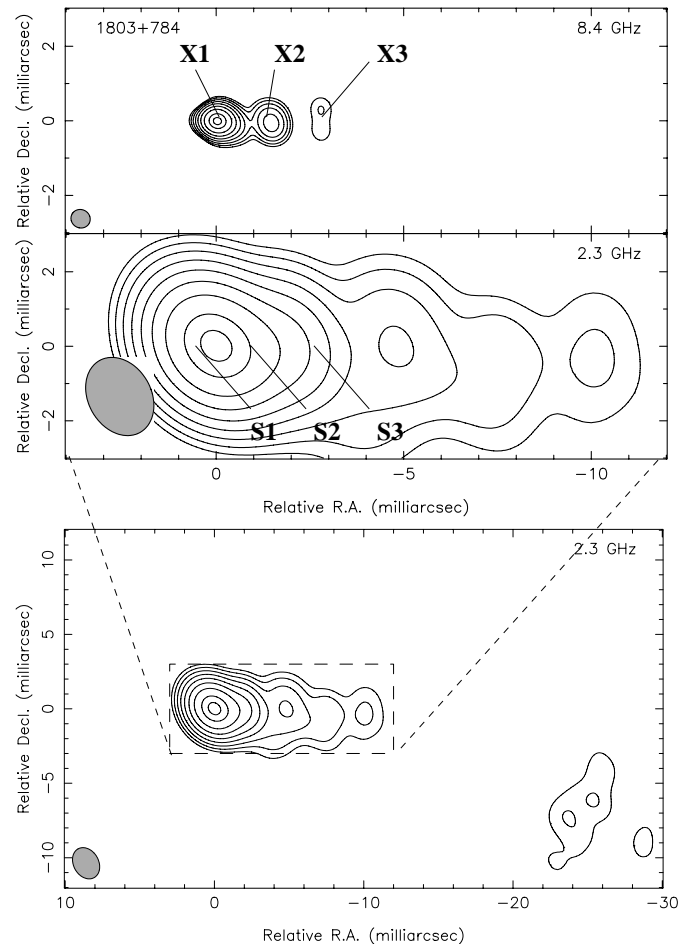 1803+784 8.4 GHz
X1 X2 X3
Relative Decl. (milliarcsec)
2
0
−2
2.3 GHz
Relative Decl. (milliarcsec)
2
0
−2
S1 S2 S3
0 −5 −10
Relative R.A. (milliarcsec)
2.3 GHz
Relative Decl. (milliarcsec)
10
5
0
−5
−10
10 0 −10 −20 −30
Relative R.A. (milliarcsec)